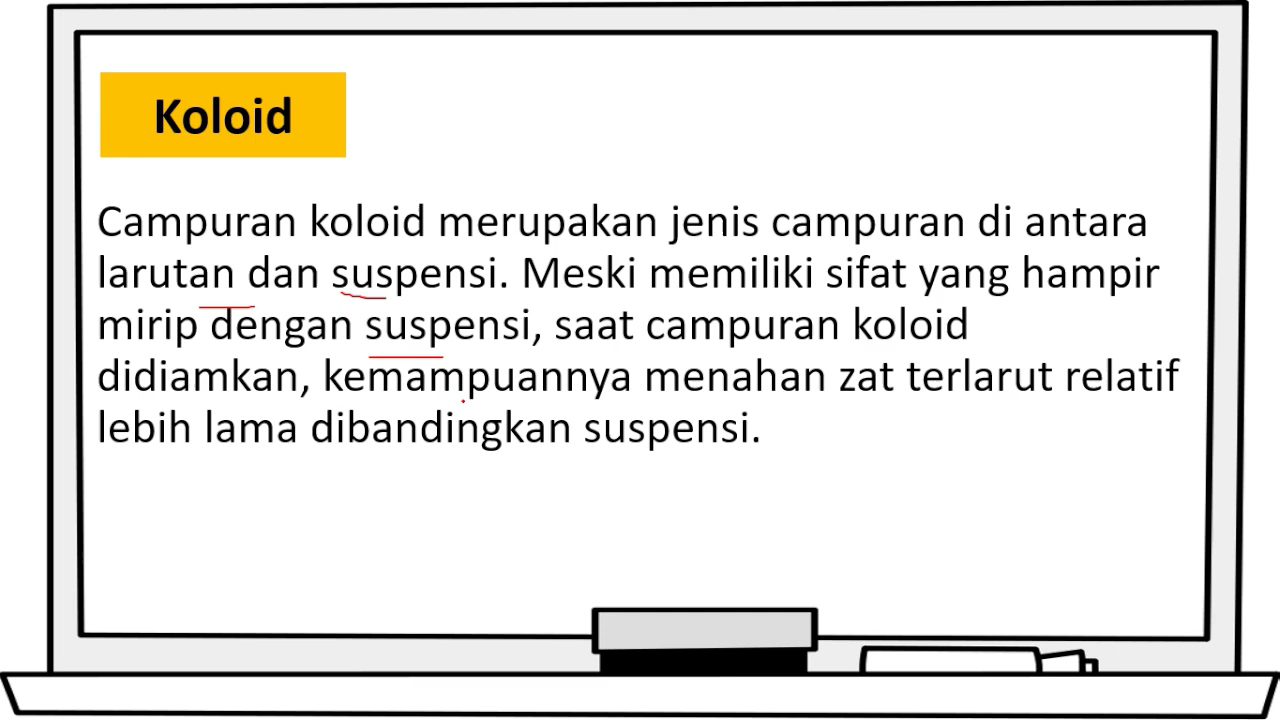 Koloid
Campuran koloid merupakan jenis campuran di antara
larutan dan suspensi. Meski memiliki sifat yang hampir
mirip dengan suspensi, saat campuran koloid
didiamkan, kemampuannya menahan zat terlarut relatif
lebih lama dibandingkan suspensi.